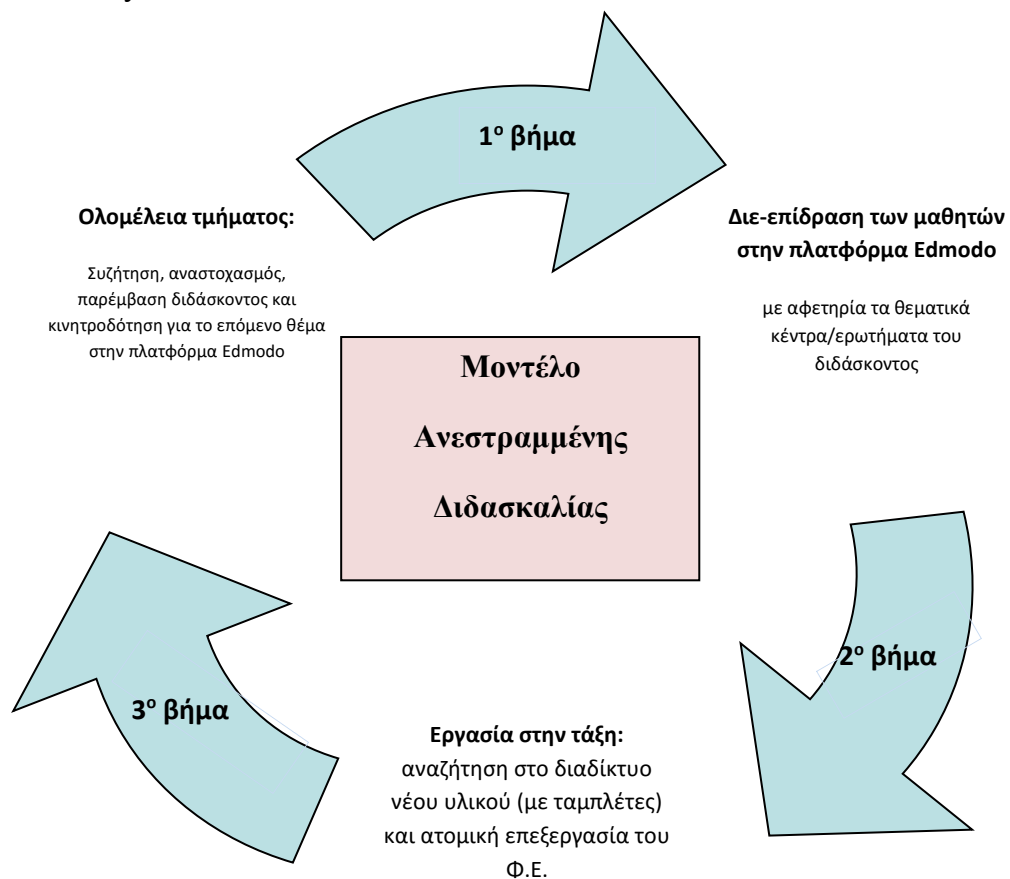 1ο βήμα
Ολομέλεια τμήματος:
Συζήτηση, αναστοχασμός,
παρέμβαση διδάσκοντος και
κινητροδότηση για το επόμενο θέμα
στην πλατφόρμα Edmodo
Διε-επίδραση των μαθητών
στην πλατφόρμα Edmodo
με αφετηρία τα θεματικά
κέντρα/ερωτήματα του
διδάσκοντος
Μοντέλο
Ανεστραμμένης
Διδασκαλίας
2ο βήμα
3ο βήμα
Εργασία στην τάξη:
αναζήτηση στο διαδίκτυο
νέου υλικού (με ταμπλέτες)
και ατομική επεξεργασία του
Φ.Ε.